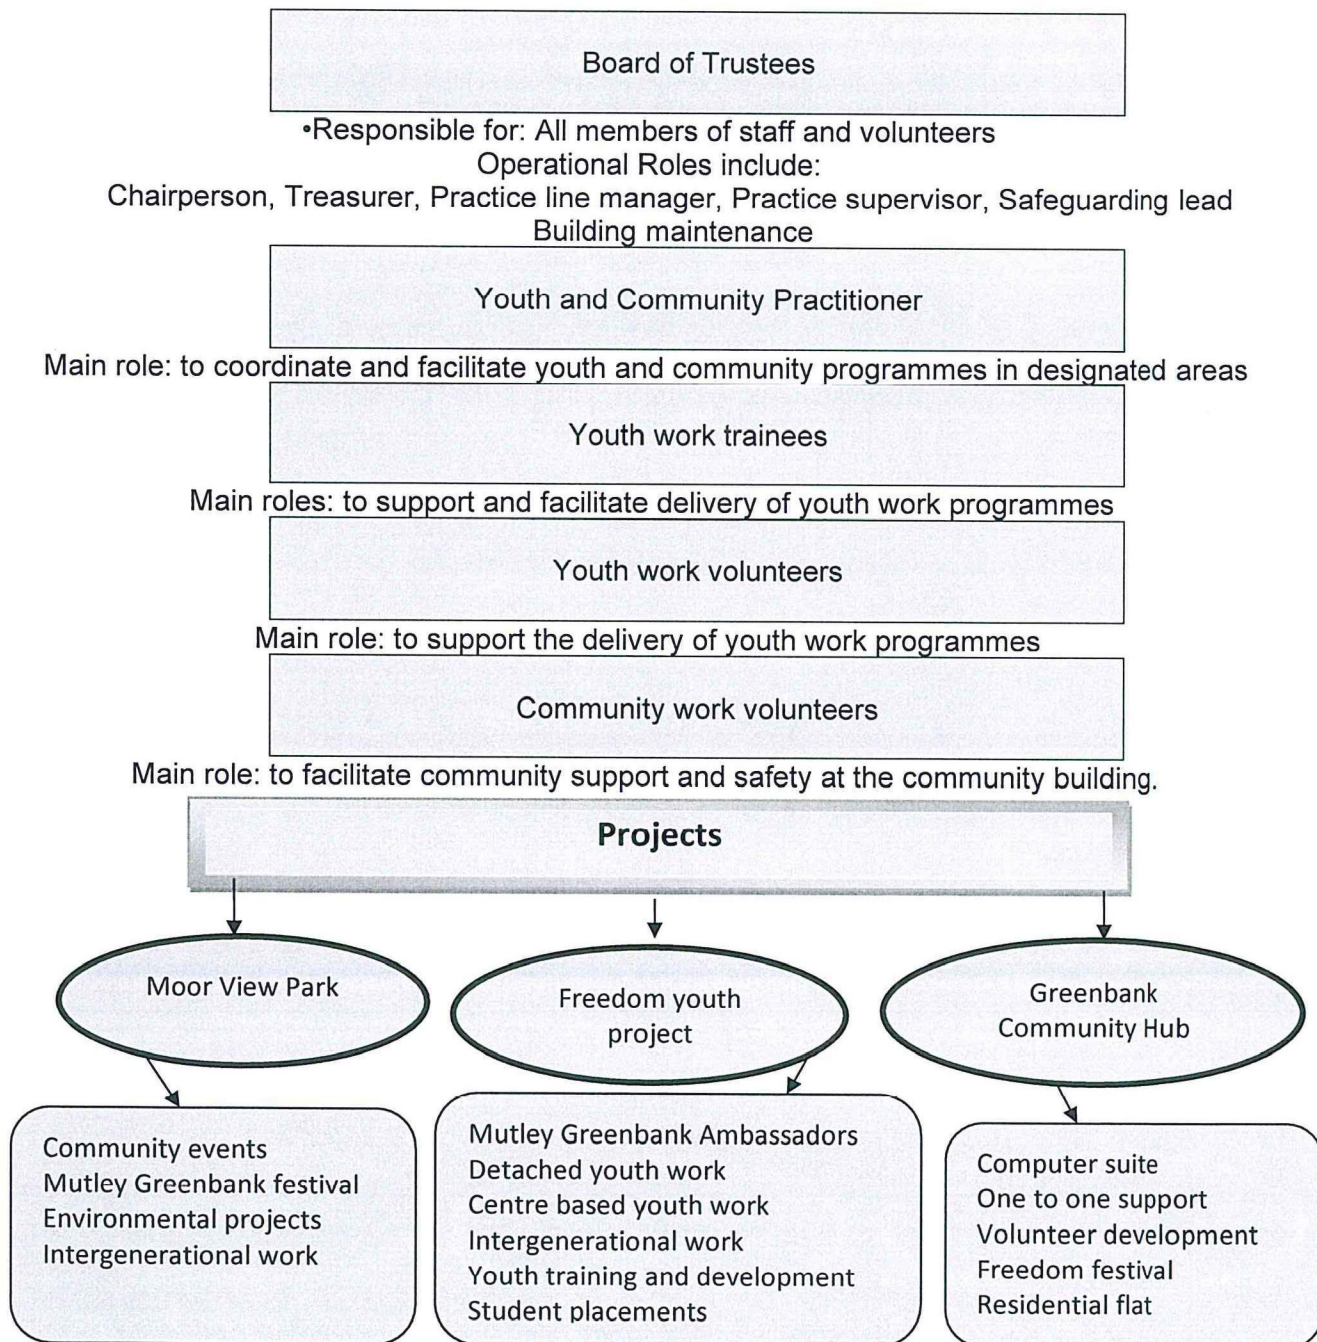 Board of Trustees
•Responsible for: All members of staff and volunteers
Operational Roles include:
Chairperson, Treasurer, Practice line manager, Practice supervisor, Safeguarding lead
Building maintenance
Youth and Community Practitioner
Main role: to coordinate and facilitate youth and community programmes in designated areas
Youth work trainees
Main roles: to support and facilitate delivery of youth work programmes
Youth work volunteers
Main role: to support the delivery of youth work programmes
Community work volunteers
Main role: to facilitate community support and safety at the community building.
Projects
Moor View Park
Freedom youth
project
Greenbank
Community Hub
Community events
Mutley Greenbank festival
Environmental projects
Intergenerational work
Mutley Greenbank Ambassadors
Detached youth work
Centre based youth work
Intergenerational work
Youth training and development
Student placements
Computer suite
One to one support
Volunteer development
Freedom festival
Residential flat